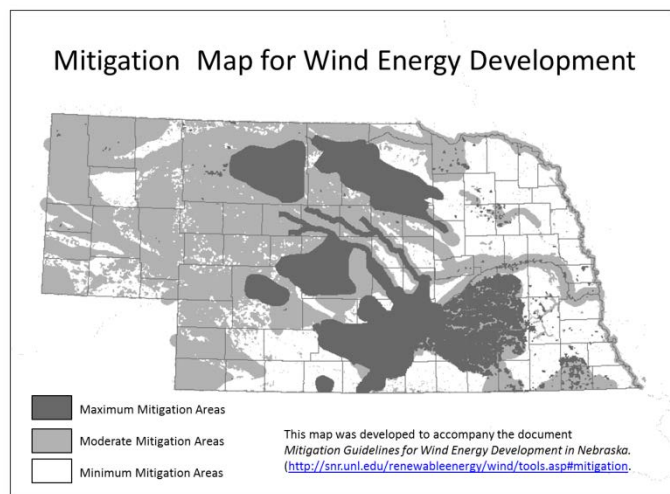 Mitigation Map for Wind Energy Development
Maximum Mitigation Areas
Moderate Mitigation Areas
Minimum Mitigation Areas
This map was developed to accompany the document
Mitigation Guidelines for Wind Energy Development in Nebraska.
(http://snr.unl.edu/renewableenergy/wind/tools.asp#mitigation.